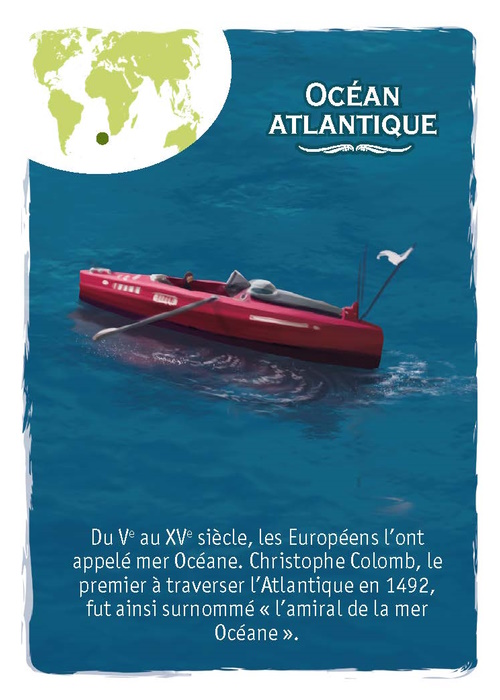 OCÉAN
ATLANTIQUE
Du Ve au XVe siècle, les Européens l'ont
appelé mer Océane. Christophe Colomb, le
premier à traverser l'Atlantique en 1492,
fut ainsi surnommé « l'amiral de la mer
Océane ».